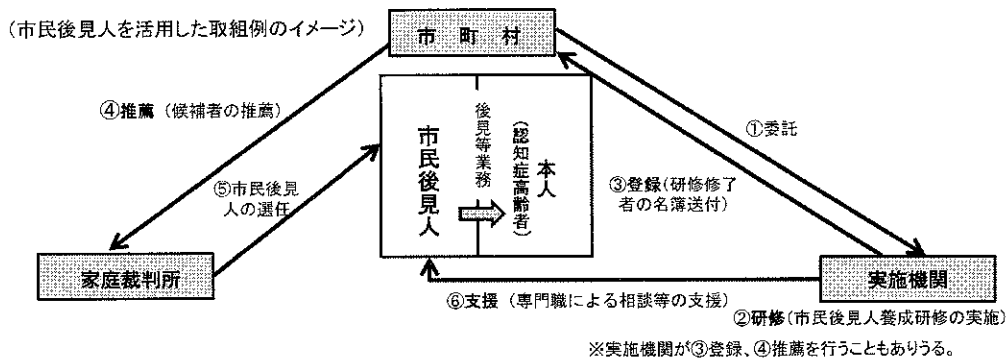 (市民後見人を活用した取組例のイメージ)
市町村
④推薦(候補者の推薦)
①委託
市民後見人
後見等業務
本人
(認知症高齢者)
③登録(研修修了
者の名簿送付)
⑤市民後見
人の選任
家庭裁判所
実施機関
⑥支援(専門職による相談等の支援)
②研修(市民後見人養成研修の実施)
※実施機関が③登録、④推薦を行うこともありうる。